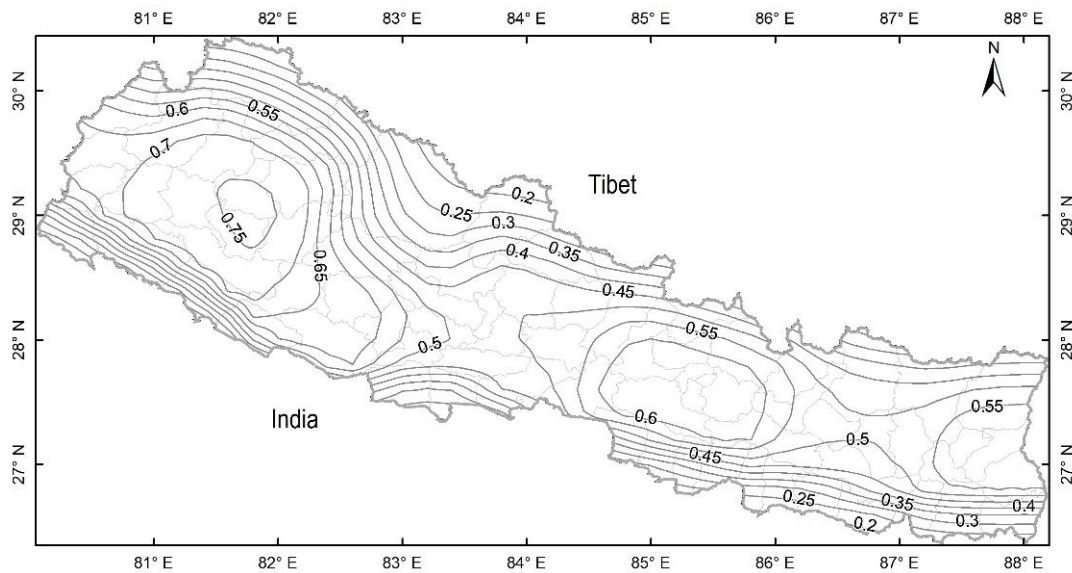 81° E 82° E 83° E 84° E 85° E 86° E 87° E 88° E
N
30° N 30° N
0.6 0.55
0.7
Tibet
0.2
29° N 0.75 0.25 0.3 29° N
0.65 0.4 0.35
0.45
28° N 0.5 0.55 28° N
India 0.6 0.55
0.5
27° N 0.45 27° N
0.25 0.35 0.4
0.2 0.3
81° E 82° E 83° E 84° E 85° E 86° E 87° E 88° E